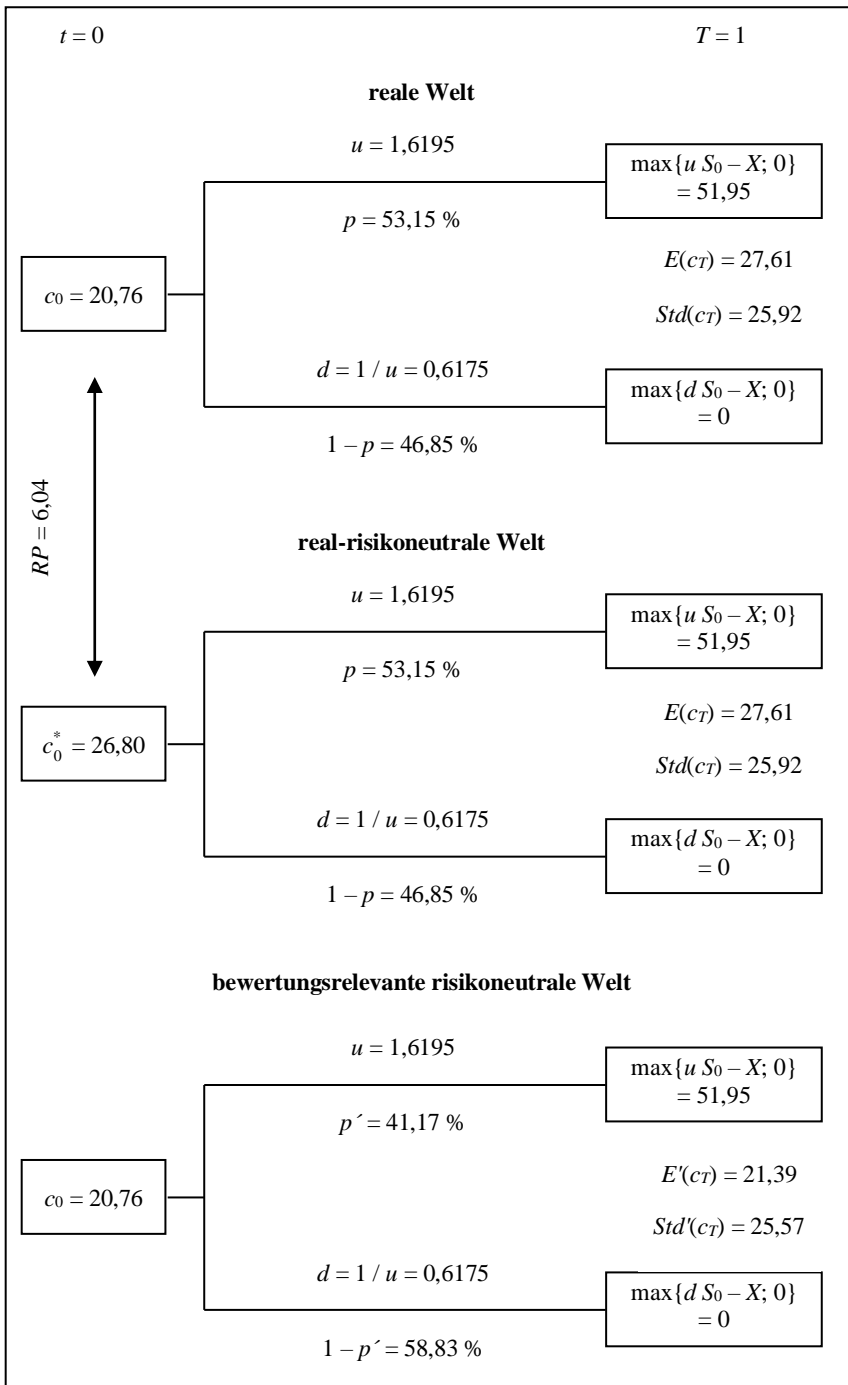 t = 0
T = 1
reale Welt
u = 1,6195
max{u S0 – X; 0}
= 51,95
p = 53,15 %
E(cT) = 27,61
c0 = 20,76
Std(cT) = 25,92
d = 1 / u = 0,6175
max{d S0 – X; 0}
= 0
1 – p = 46,85 %
RP = 6,04
real-risikoneutrale Welt
u = 1,6195
max{u S0 – X; 0}
= 51,95
p = 53,15 %
E(cT) = 27,61
c0* = 26,80
Std(cT) = 25,92
d = 1 / u = 0,6175
max{d S0 – X; 0}
= 0
1 – p = 46,85 %
bewertungsrelevante risikoneutrale Welt
u = 1,6195
max{u S0 – X; 0}
= 51,95
p´ = 41,17 %
E'(cT) = 21,39
c0 = 20,76
Std'(cT) = 25,57
d = 1 / u = 0,6175
max{d S0 – X; 0}
= 0
1 – p´ = 58,83 %